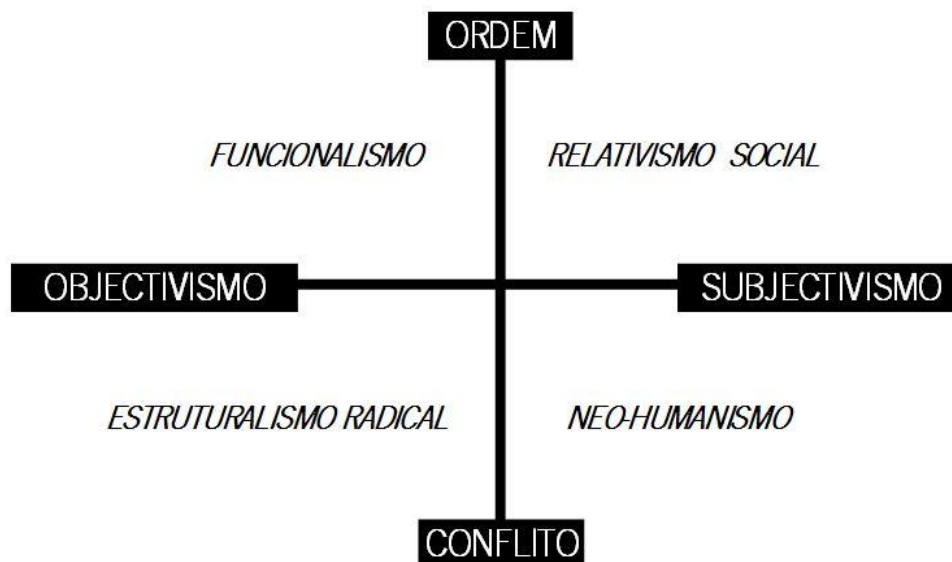 ORDEM
FUNCIONALISMO
RELATIVISMO SOCIAL
OBJECTIVISMO
SUBJECTIVISMO
ESTRUTURALISMO RADICAL
NEO-HUMANISMO
CONFLITO